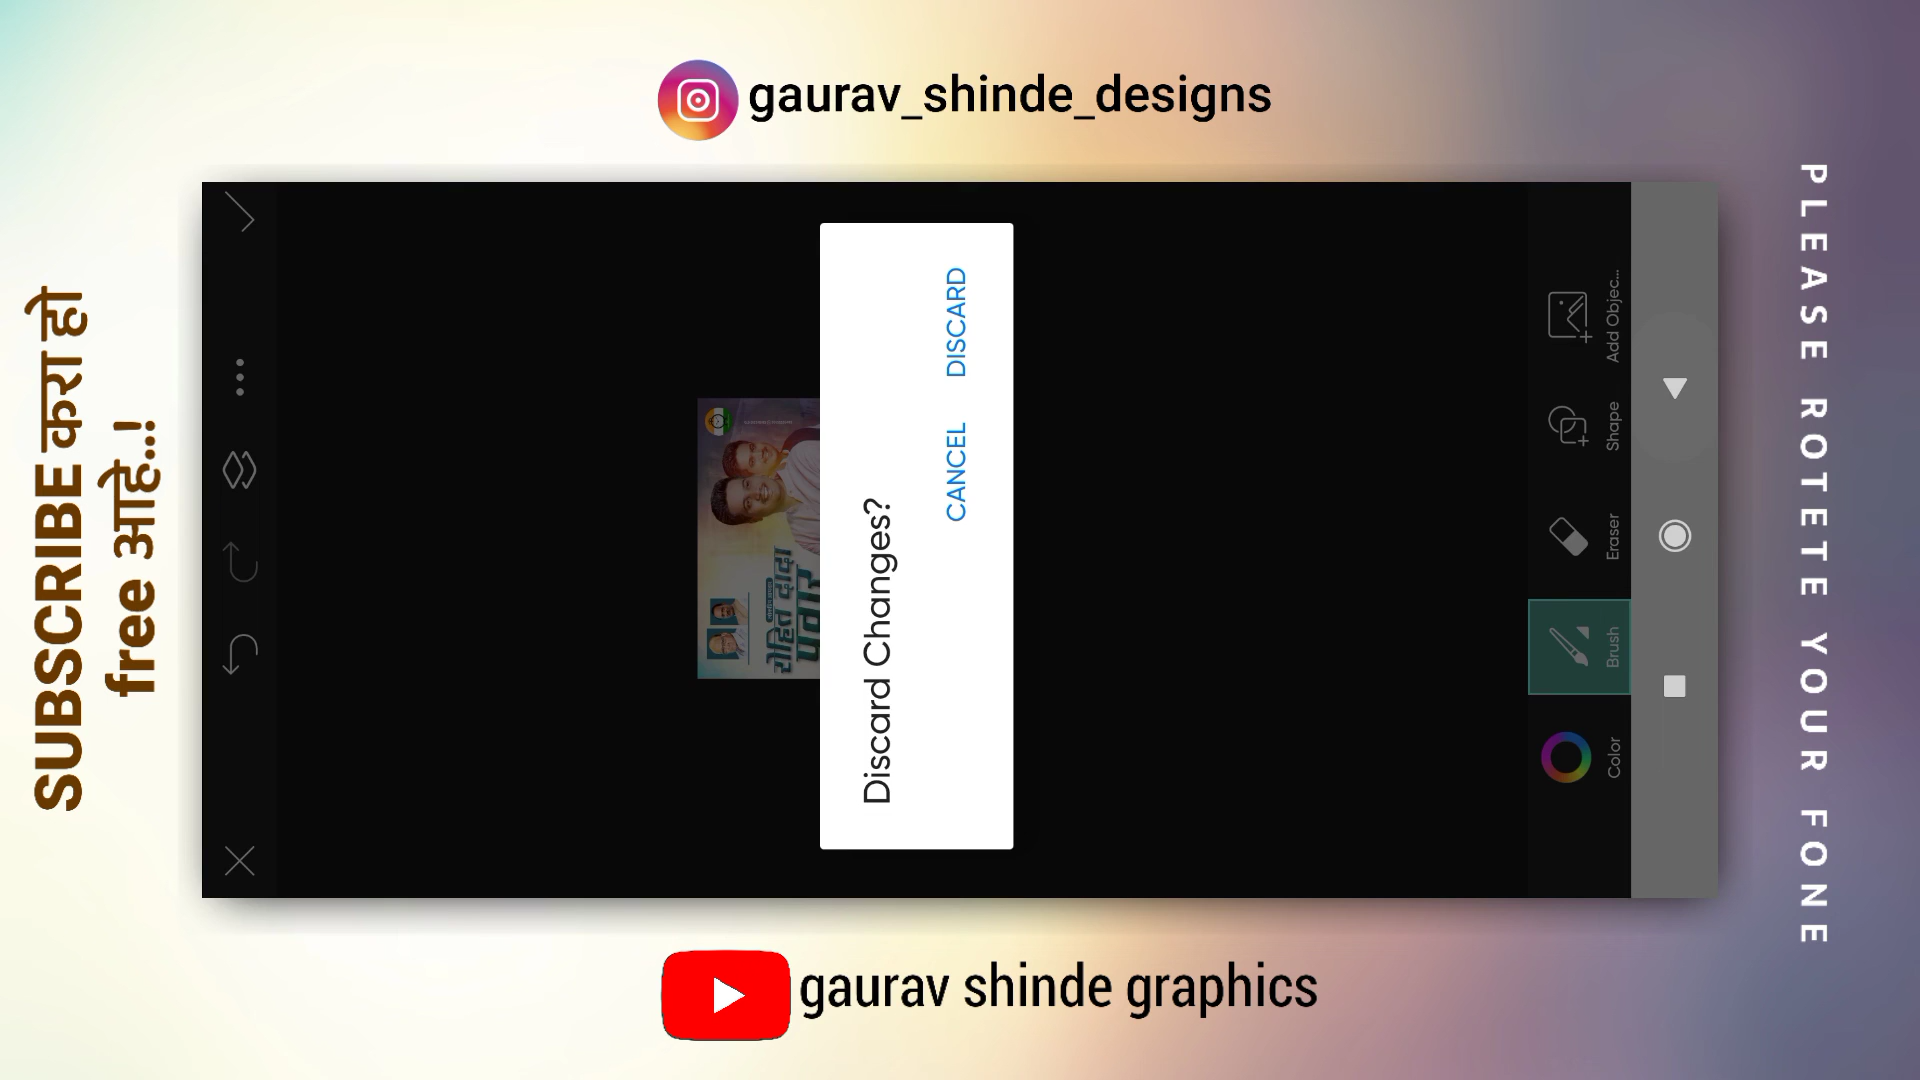 gaurav_shinde_designs
SUBSCRIBE करा हो
free आहे..!
Discard Changes?
CANCEL DISCARD
रोहित दादा
पवार
Color
Brush
Eraser
Shape
Add Objec...
PLEASE ROTETE YOUR FONE
gaurav shinde graphics